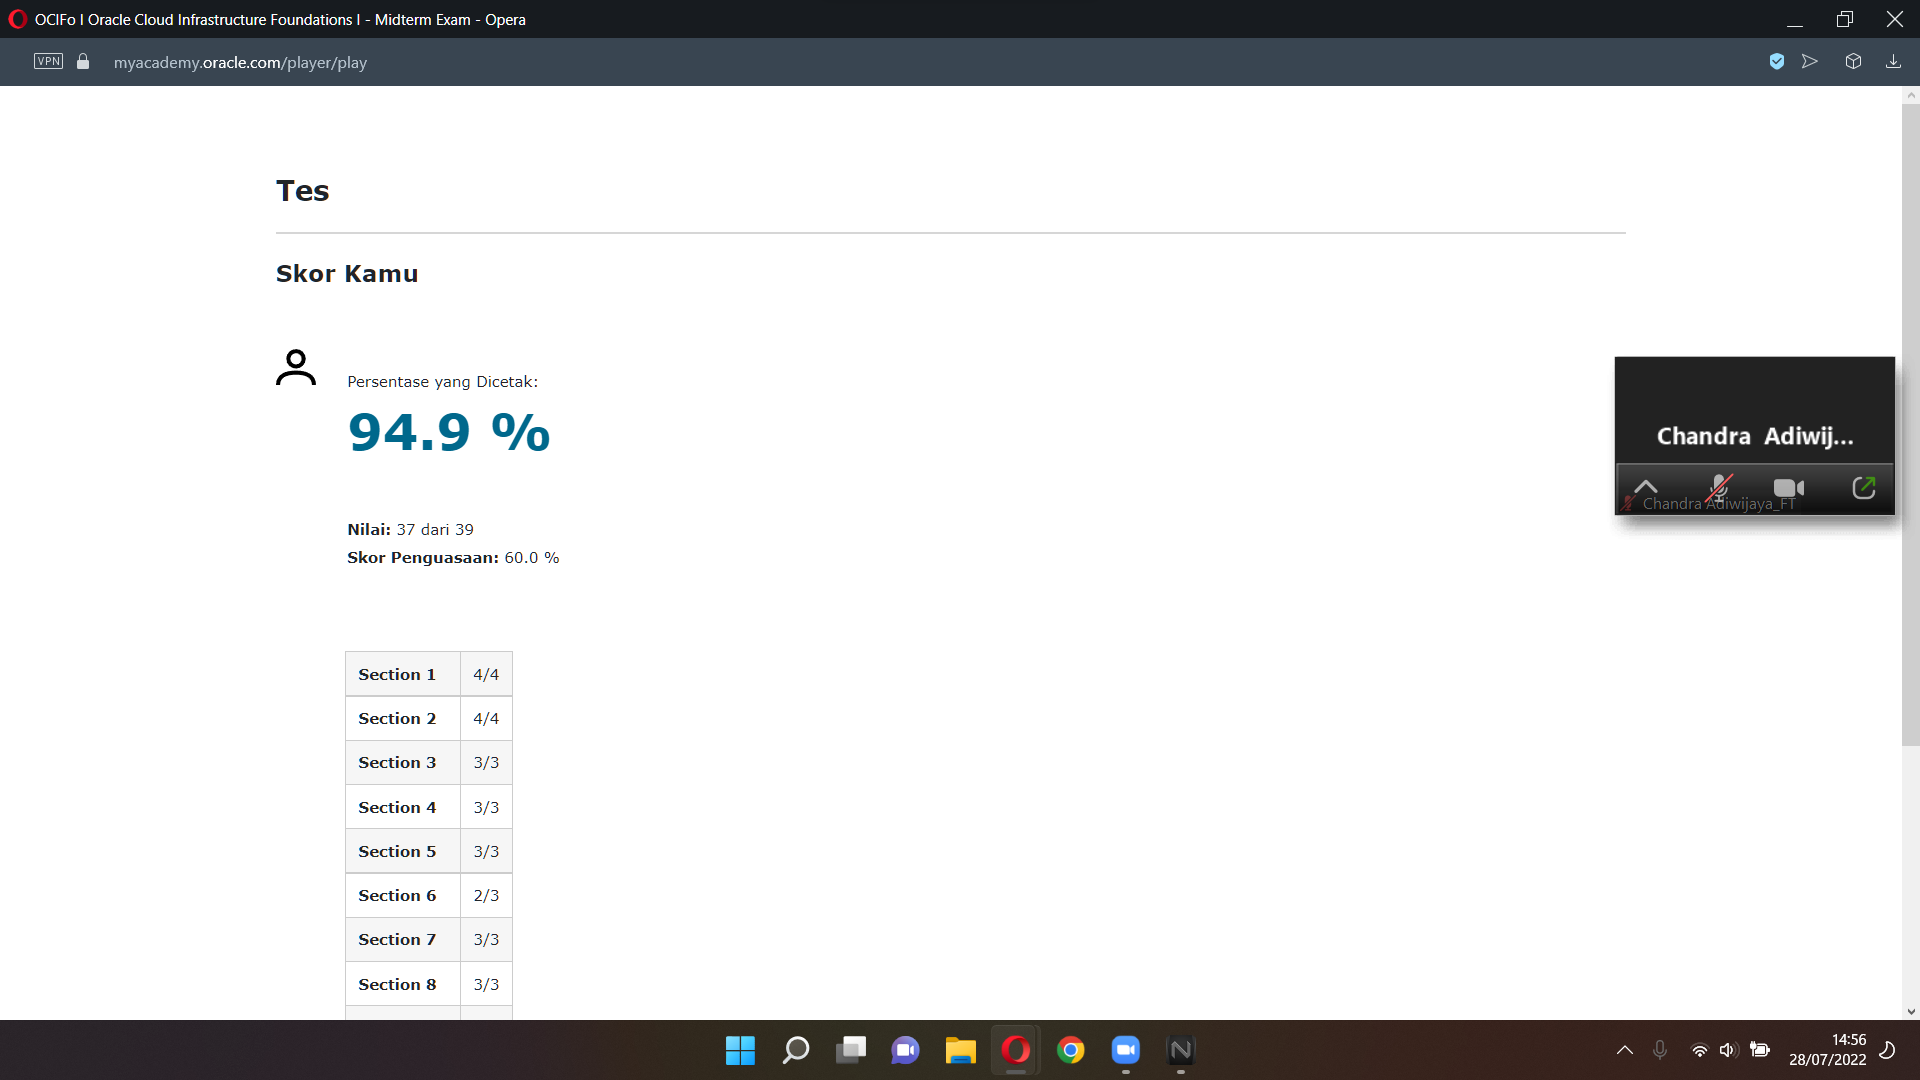 OCIFo I Oracle Cloud Infrastructure Foundations I - Midterm Exam - Opera
VPN
myacademy.oracle.com/player/play
Tes
Skor Kamu
Persentase yang Dicetak:
94.9 %
Nilai: 37 dari 39
Skor Penguasaan: 60.0 %
Section 1 4/4
Section 2 4/4
Section 3 3/3
Section 4 3/3
Section 5 3/3
Section 6 2/3
Section 7 3/3
Section 8 3/3
Chandra Adiwij...
Chandra Adiwijaya_FT
14:56
28/07/2022